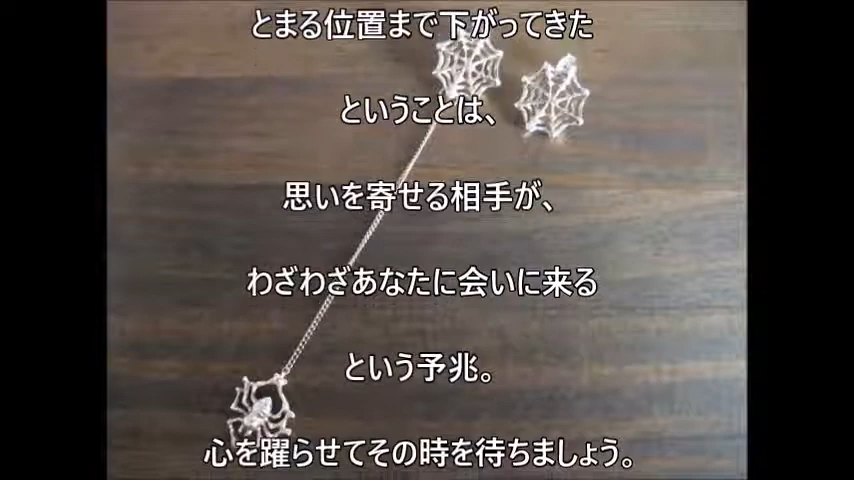 とまる位置まで下がってきた
ということは、
思いを寄せる相手が、
わざわざあなたに会いに来る
という予兆。
心を躍らせてその時を待ちましょう。